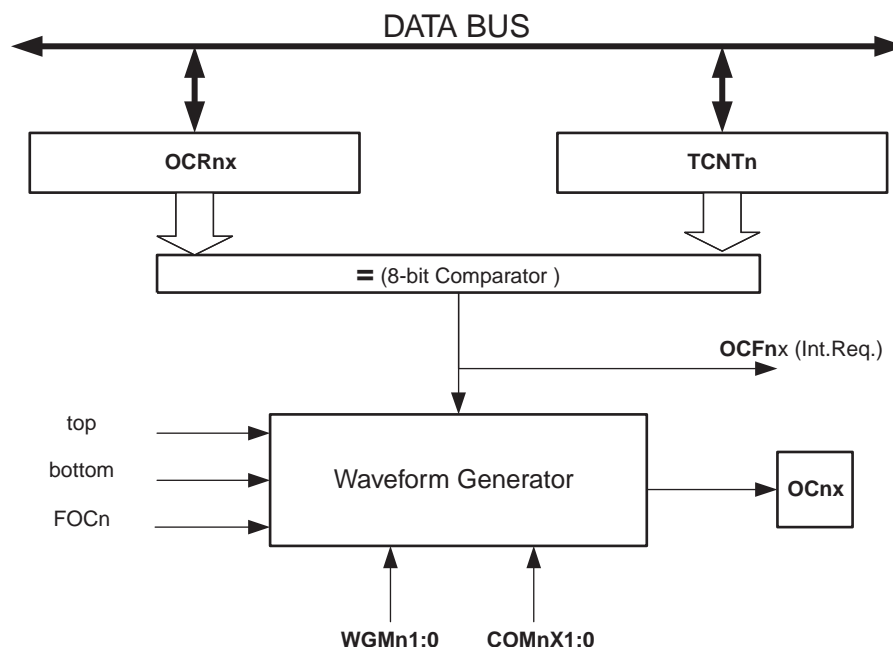 DATA BUS
OCRnx
TCNTn
= (8-bit Comparator )
OCFnx (Int.Req.)
top
bottom
FOCn
Waveform Generator
OCnx
WGMn1:0
COMnX1:0